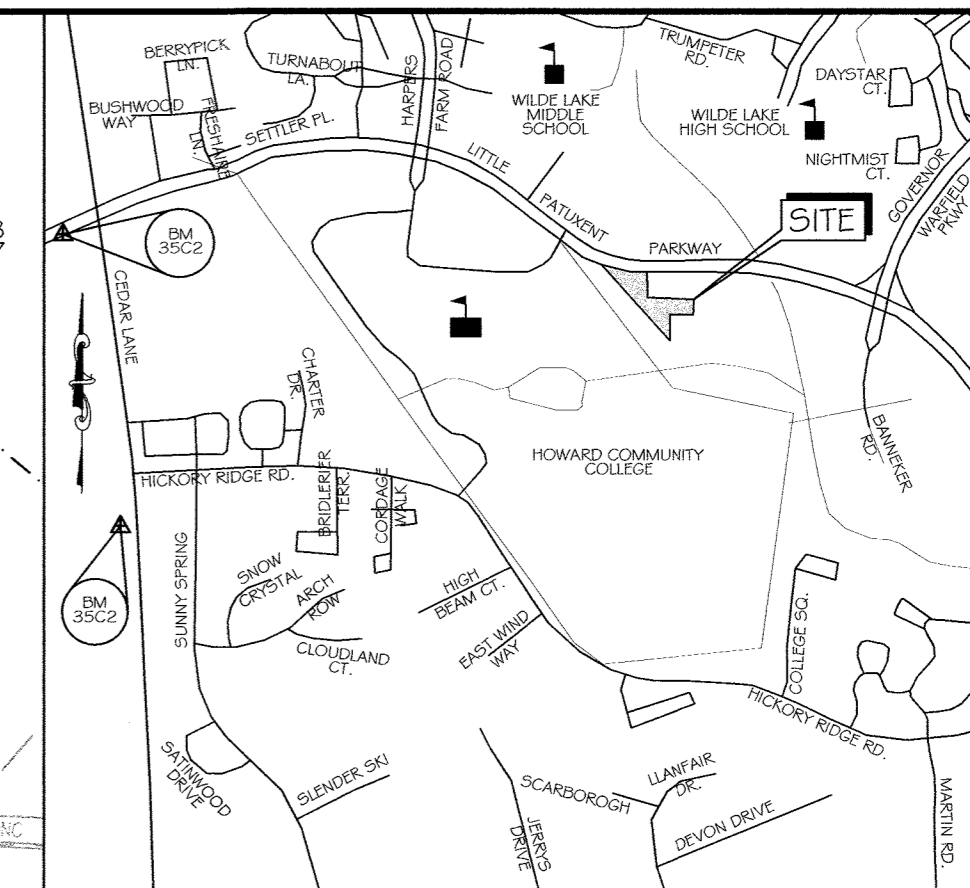 BERRYPICK
LN.
TURNABOUT
LA.
BUSHWOOD
WAY
FRESHAIRE
LN.
SETTLER PL.
HARPERS
FARM ROAD
WILDE LAKE
MIDDLE
SCHOOL
TRUMPETER
RD.
WILDE LAKE
HIGH SCHOOL
DAYSTAR
CT.
NIGHTMIST
CT.
GOVERNOR
WARFIELD
PKWY
LITTLE
PATUXENT
PARKWAY
SITE
BM
35C2
CEDAR LANE
CHARTER
DR.
HICKORY RIDGE RD.
BRIDLERIER
TERR.
CORDAGE
WALK
HOWARD COMMUNITY
COLLEGE
BANNEKER
RD.
BM
35C2
SUNNY SPRING
SNOW
CRYSTAL
ARCH
ROW
CLOUDLAND
CT.
HIGH
BEAM CT.
EAST WIND
WAY
COLLEGE SQ.
HICKORY RIDGE RD.
SATINWOOD
DRIVE
SLENDER SKI
JERRYS
DRIVE
SCARBOROGH
LLANFAIR
DR.
DEVON DRIVE
MARTIN RD.
NC